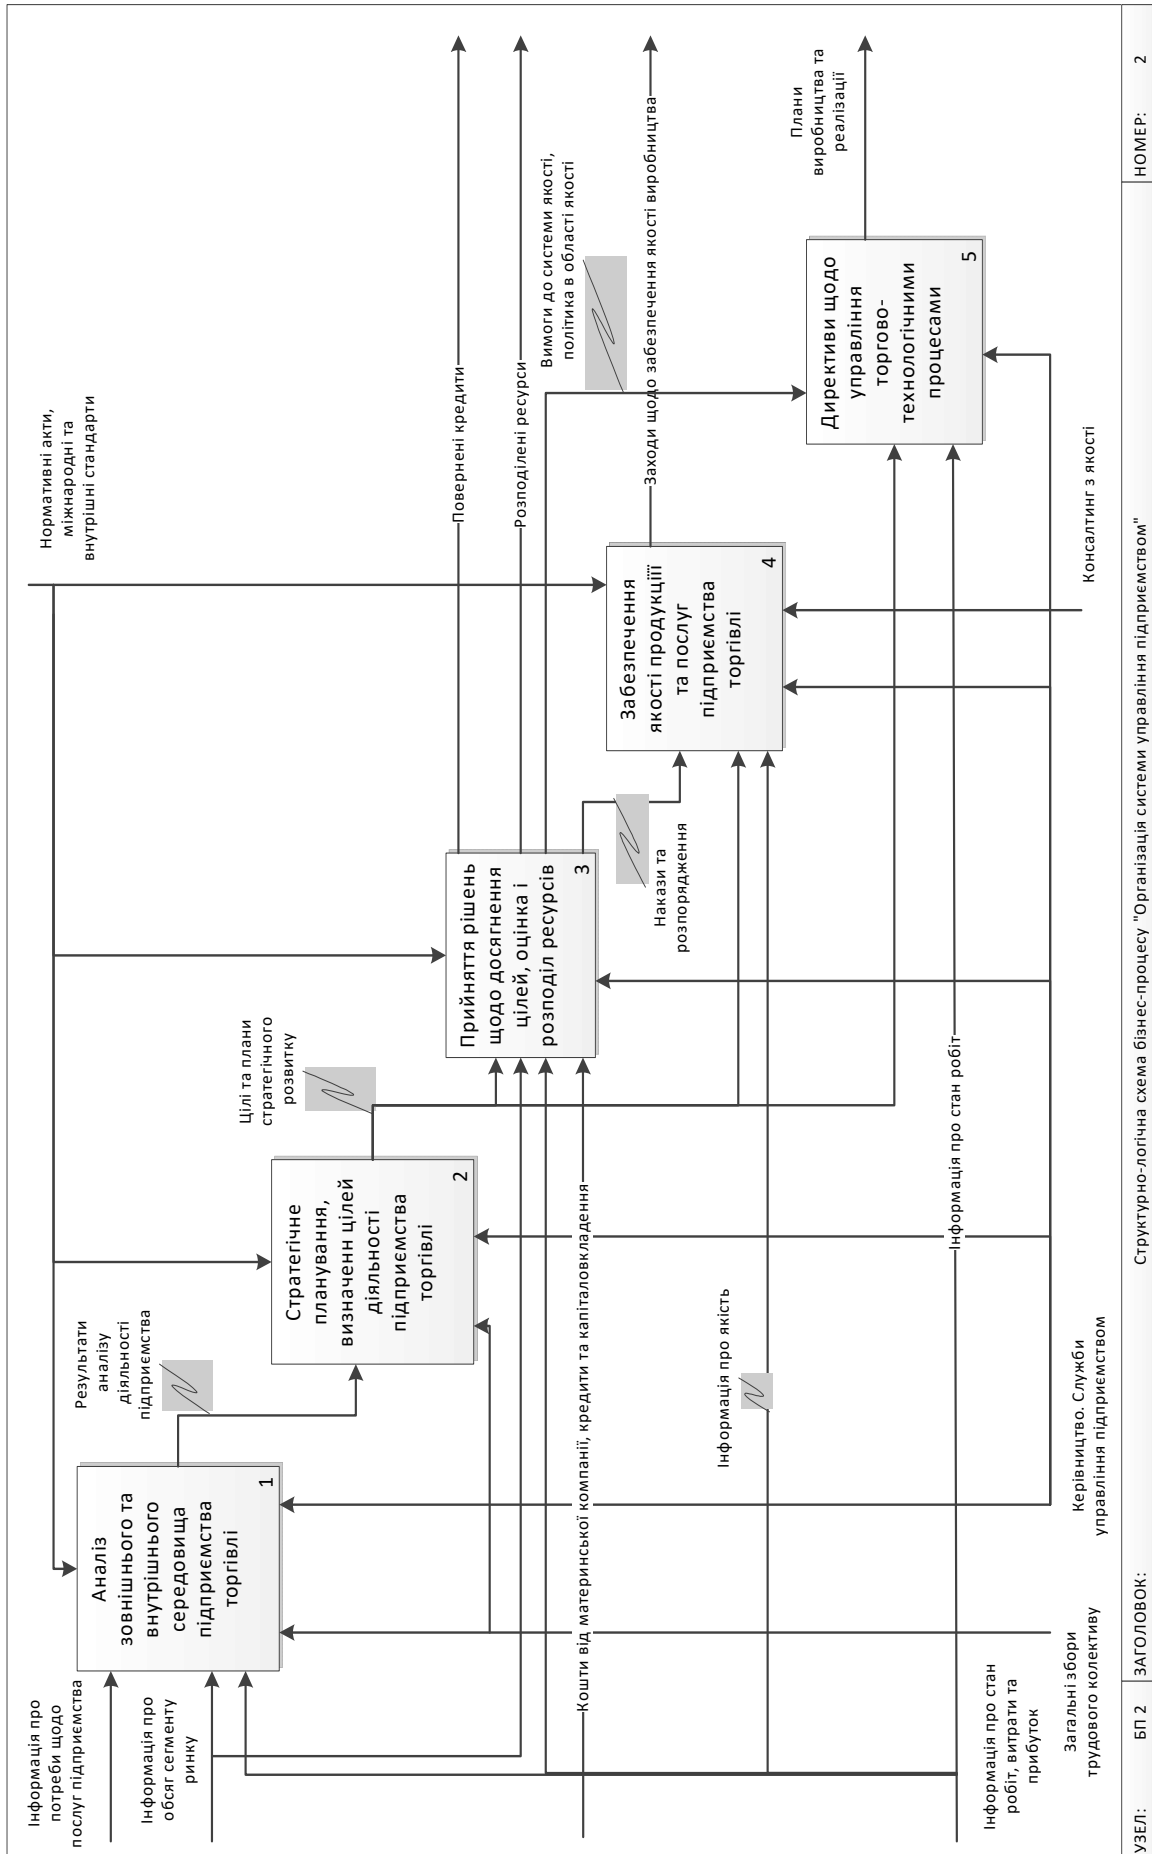 Нормативні акти,
міжнародні та
внутрішні стандарти
Інформація про
потреби щодо
послуг підприємства
Інформація про
обсяг сегменту
ринку
Аналіз
зовнішнього та
внутрішнього
середовища
підприємства
торгівлі
1
Результати
аналізу
діяльності
підприємства
Стратегічне
планування,
визначенн цілей
діяльності
підприємства
торгівлі
2
Цілі та плани
стратегічного
розвитку
Прийняття рішень
щодо досягнення
цілей, оцінка і
розподіл ресурсів
3
Повернені кредити
Розподілені ресурси
Вимоги до системи якості,
політика в області якості
Накази та
розпорядження
Забезпечення
якості продукціїї
та послуг
підприємства
торгівлі
4
Заходи щодо забезпечення якості виробництва
Директиви щодо
управління
торгово-
технологічними
процесами
5
Плани
виробництва та
реалізації
Кошти від материнської компанії, кредити та капіталовкладення
Інформація про якість
Інформація про стан робіт
Інформація про стан
робіт, витрати та
прибуток
Загальні збори
трудового колективу
Керівництво. Служби
управління підприємством
Консалтинг з якості
УЗЕЛ: БП 2 ЗАГОЛОВОК: Структурно-логічна схема бізнес-процесу "Організація системи управління підприємством" НОМЕР: 2